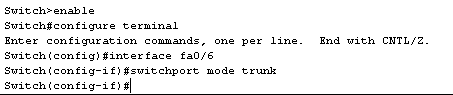 Switch>enable
Switch#configure terminal
Enter configuration commands, one per line.  End with CNTL/Z.
Switch(config)#interface fa0/6
Switch(config-if)#switchport mode trunk
Switch(config-if)#